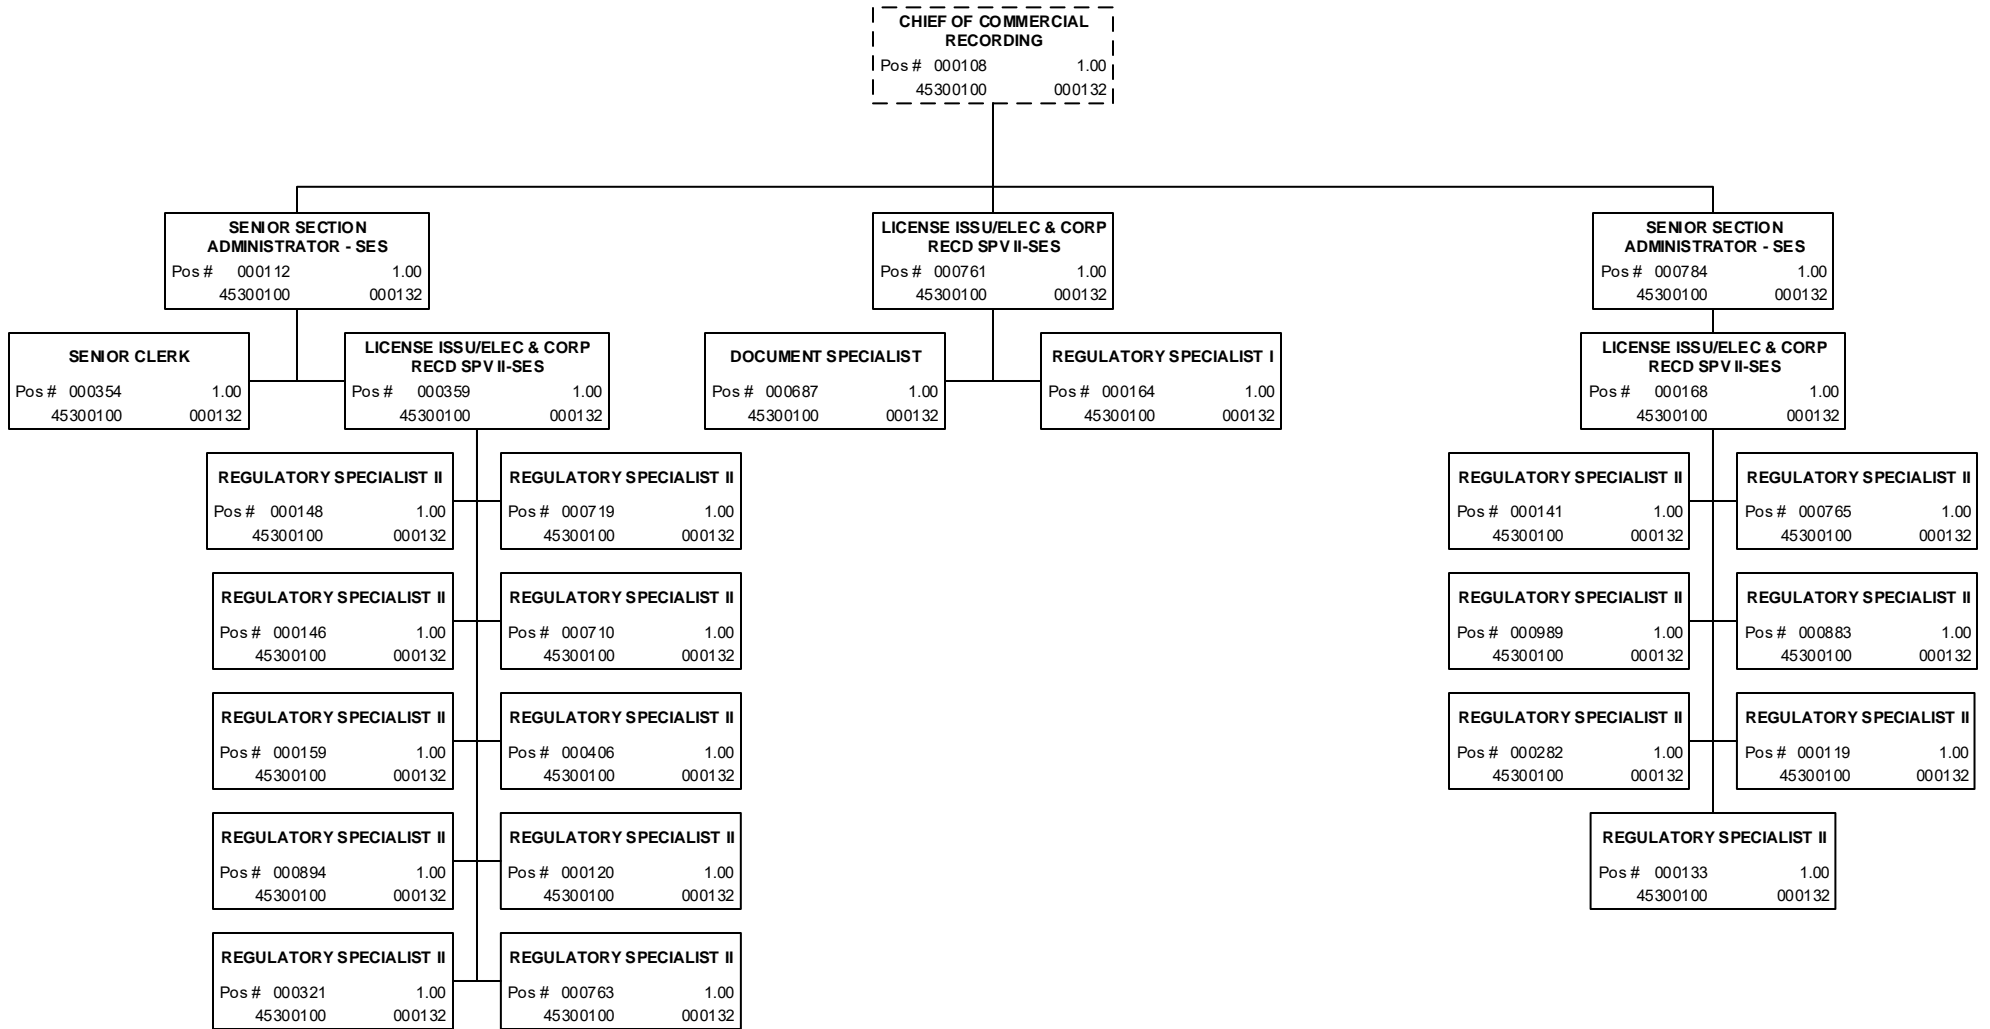 CHIEF OF COMMERCIAL
RECORDING
Pos # 000108 1.00
45300100 000132
SENIOR SECTION
ADMINISTRATOR - SES
Pos # 000112 1.00
45300100 000132
LICENSE ISSU/ELEC & CORP
RECD SPV II-SES
Pos # 000761 1.00
45300100 000132
SENIOR SECTION
ADMINISTRATOR - SES
Pos # 000784 1.00
45300100 000132
SENIOR CLERK
Pos # 000354 1.00
45300100 000132
LICENSE ISSU/ELEC & CORP
RECD SPV II-SES
Pos # 000359 1.00
45300100 000132
DOCUMENT SPECIALIST
Pos # 000687 1.00
45300100 000132
REGULATORY SPECIALIST I
Pos # 000164 1.00
45300100 000132
LICENSE ISSU/ELEC & CORP
RECD SPV II-SES
Pos # 000168 1.00
45300100 000132
REGULATORY SPECIALIST II
Pos # 000148 1.00
45300100 000132
REGULATORY SPECIALIST II
Pos # 000719 1.00
45300100 000132
REGULATORY SPECIALIST II
Pos # 000141 1.00
45300100 000132
REGULATORY SPECIALIST II
Pos # 000765 1.00
45300100 000132
REGULATORY SPECIALIST II
Pos # 000146 1.00
45300100 000132
REGULATORY SPECIALIST II
Pos # 000710 1.00
45300100 000132
REGULATORY SPECIALIST II
Pos # 000989 1.00
45300100 000132
REGULATORY SPECIALIST II
Pos # 000883 1.00
45300100 000132
REGULATORY SPECIALIST II
Pos # 000159 1.00
45300100 000132
REGULATORY SPECIALIST II
Pos # 000406 1.00
45300100 000132
REGULATORY SPECIALIST II
Pos # 000282 1.00
45300100 000132
REGULATORY SPECIALIST II
Pos # 000119 1.00
45300100 000132
REGULATORY SPECIALIST II
Pos # 000894 1.00
45300100 000132
REGULATORY SPECIALIST II
Pos # 000120 1.00
45300100 000132
REGULATORY SPECIALIST II
Pos # 000133 1.00
45300100 000132
REGULATORY SPECIALIST II
Pos # 000321 1.00
45300100 000132
REGULATORY SPECIALIST II
Pos # 000763 1.00
45300100 000132